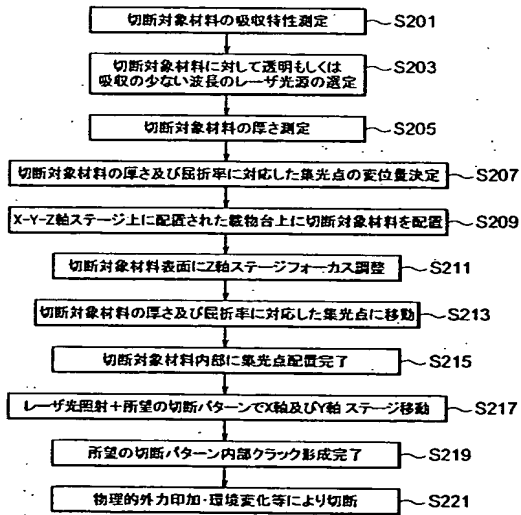 切断対象材料の吸収特性測定 S201
切断対象材料に対して透明もしくは
吸収の少ない波長のレーザ光源の選定 S203
切断対象材料の厚さ測定 S205
切断対象材料の厚さ及び屈折率に対応した集光点の変位量決定 S207
X-Y-Z軸ステージ上に配置された載物台上に切断対象材料を配置 S209
切断対象材料表面にZ軸ステージフォーカス調整 S211
切断対象材料の厚さ及び屈折率に対応した集光点に移動 S213
切断対象材料内部に集光点配置完了 S215
レーザ光照射+所望の切断パターンでX軸及びY軸 ステージ移動 S217
所望の切断パターン内部クラック形成完了 S219
物理的外力印加・環境変化等により切断 S221